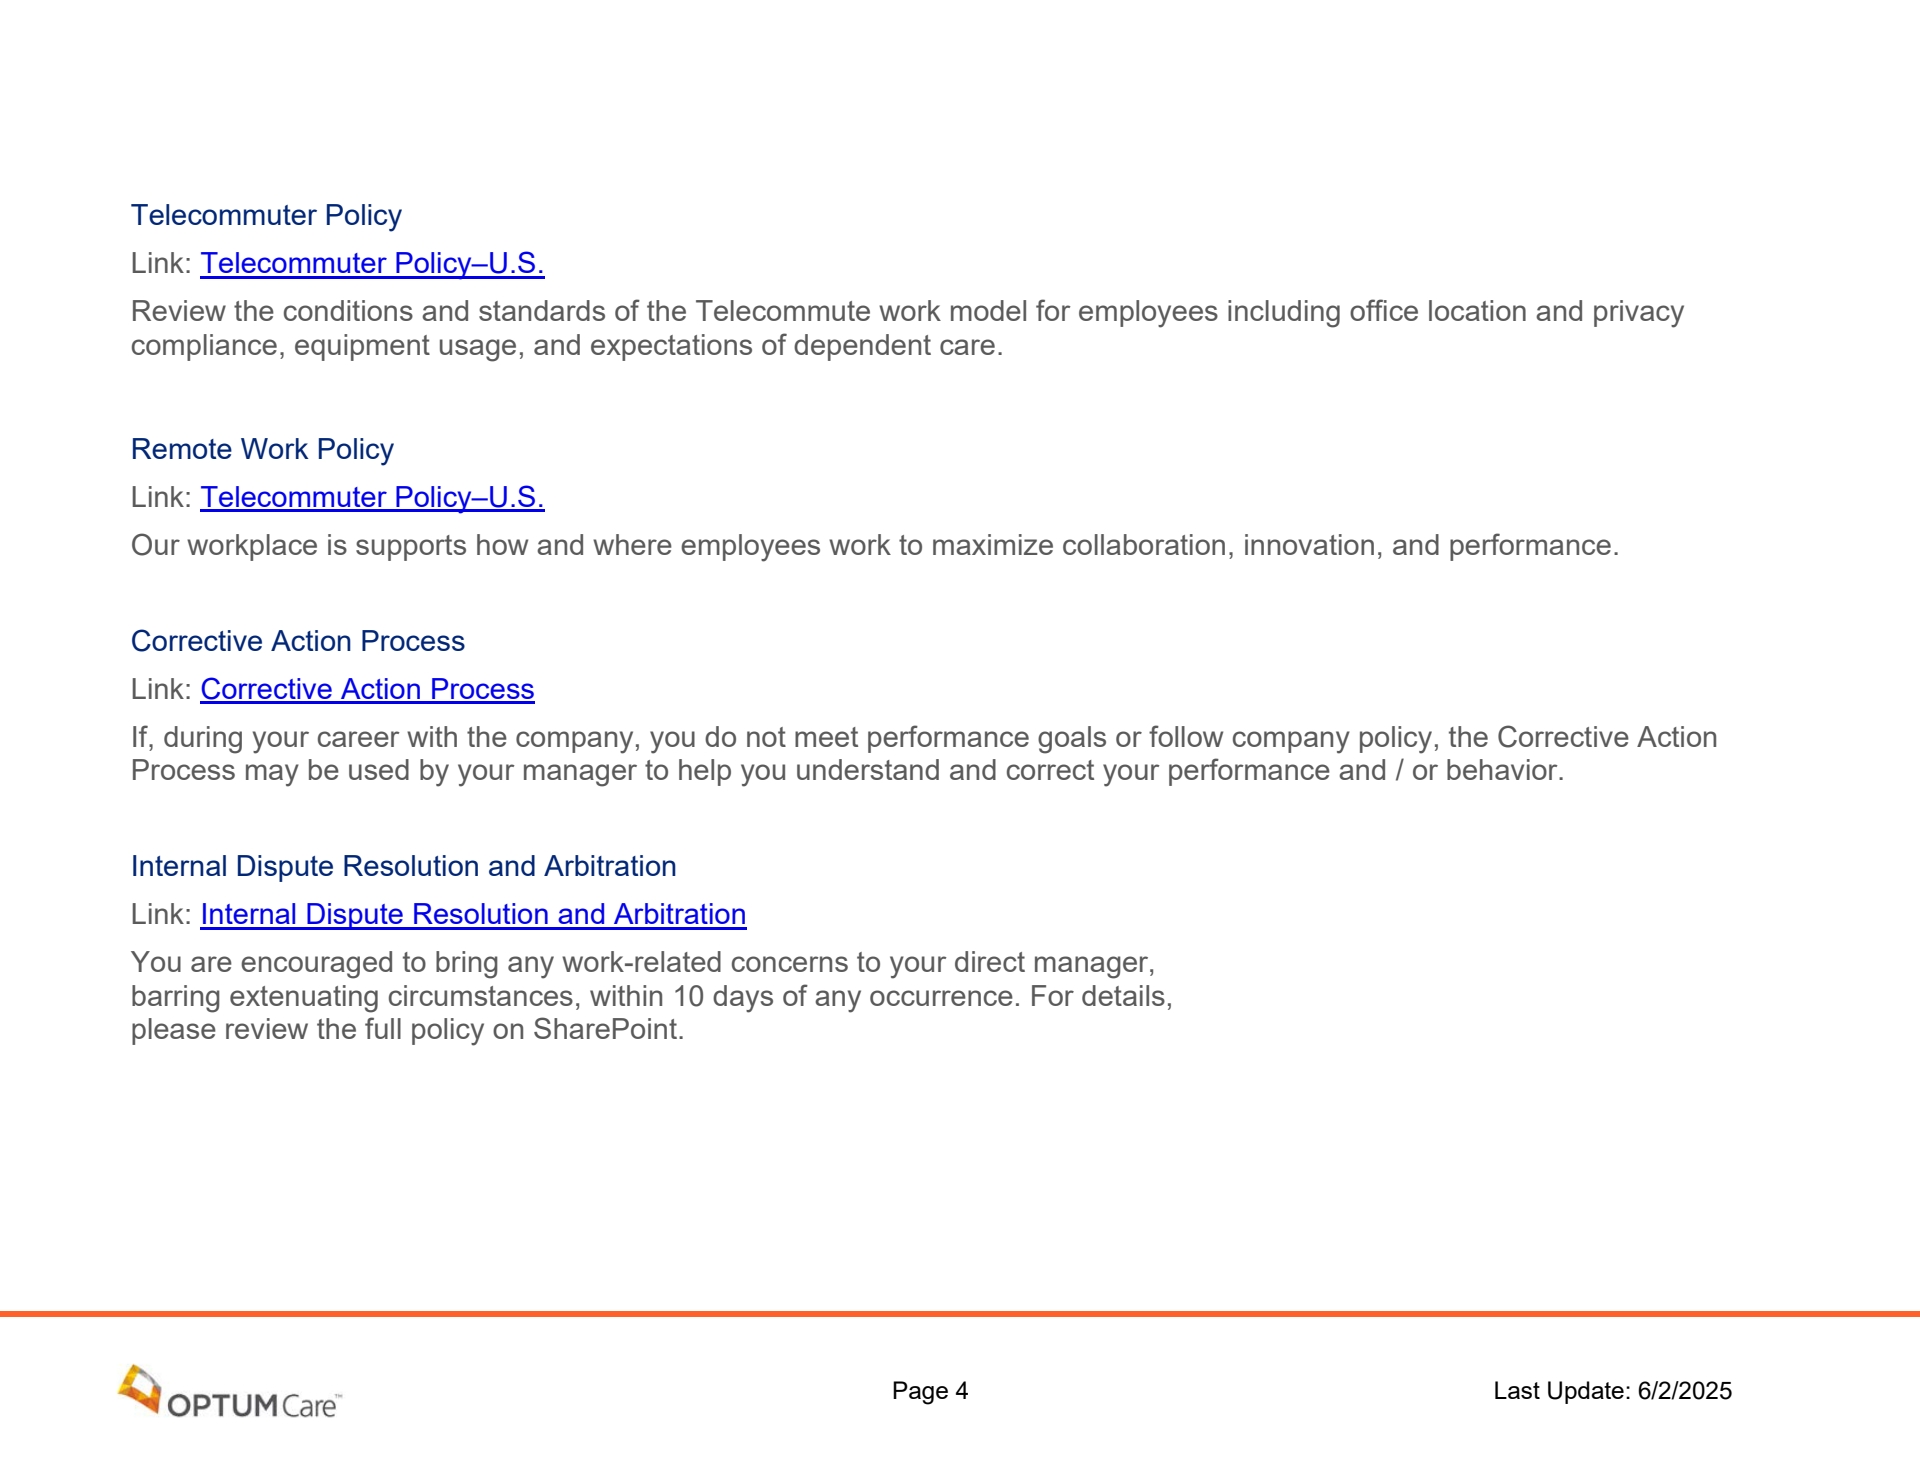 Telecommuter Policy
Link: Telecommuter Policy–U.S.
Review the conditions and standards of the Telecommute work model for employees including office location and privacy
compliance, equipment usage, and expectations of dependent care.
Remote Work Policy
Link: Telecommuter Policy–U.S.
Our workplace is supports how and where employees work to maximize collaboration, innovation, and performance.
Corrective Action Process
Link: Corrective Action Process
If, during your career with the company, you do not meet performance goals or follow company policy, the Corrective Action
Process may be used by your manager to help you understand and correct your performance and / or behavior.
Internal Dispute Resolution and Arbitration
Link: Internal Dispute Resolution and Arbitration
You are encouraged to bring any work-related concerns to your direct manager,
barring extenuating circumstances, within 10 days of any occurrence. For details,
please review the full policy on SharePoint.
OPTUMCare™
Page 4
Last Update: 6/2/2025